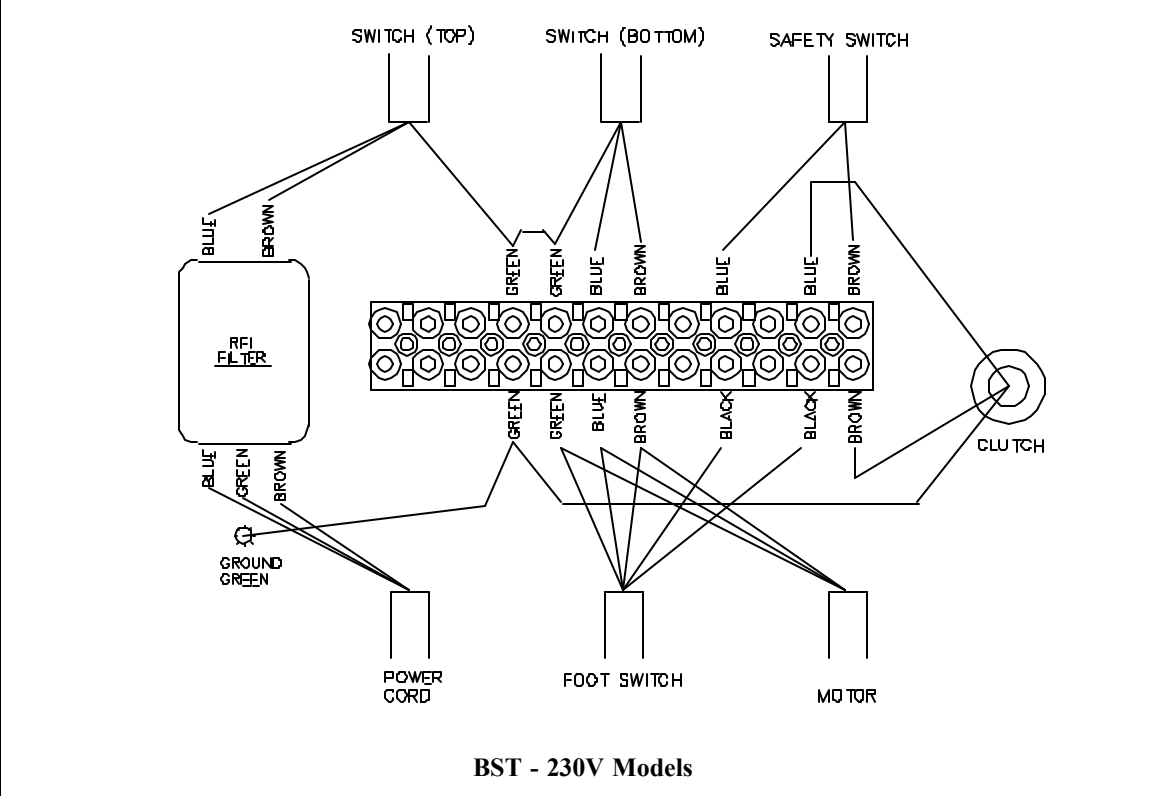 SWITCH (TOP)
SWITCH (BOTTOM)
SAFETY SWITCH
BLUE
BROWN
GREEN
GREEN
BLUE
BROWN
BLUE
BLUE
BROWN
RFI
FILTER
GREEN
GREEN
BLUE
BROWN
BLACK
BLACK
BROWN
CLUTCH
BLUE
GREEN
BROWN
GROUND
GREEN
POWER
CORD
FOOT SWITCH
MOTOR
BST - 230V Models